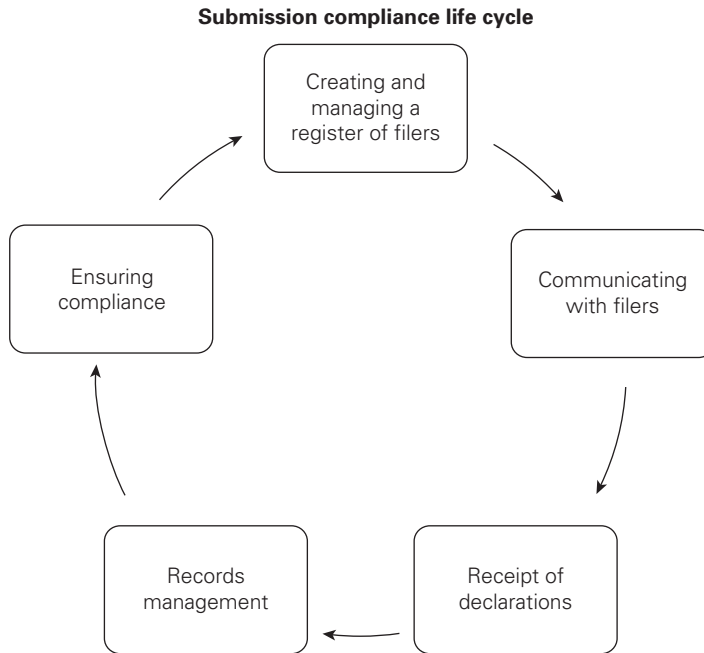 Submission compliance life cycle
Creating and
managing a
register of filers
Communicating
with filers
Receipt of
declarations
Records
management
Ensuring
compliance